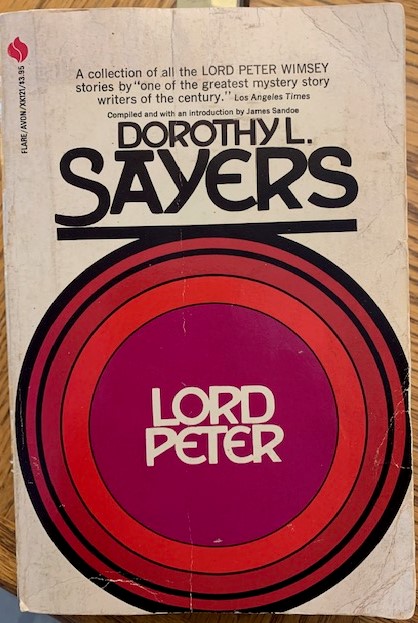 FLARE/AVON/XX121/$3.95
A collection of all the LORD PETER WIMSEY
stories by "one of the greatest mystery story
writers of the century." Los Angeles Times
Compiled and with an introduction by James Sandoe
DOROTHY L.
SAYERS
LORD
PETER